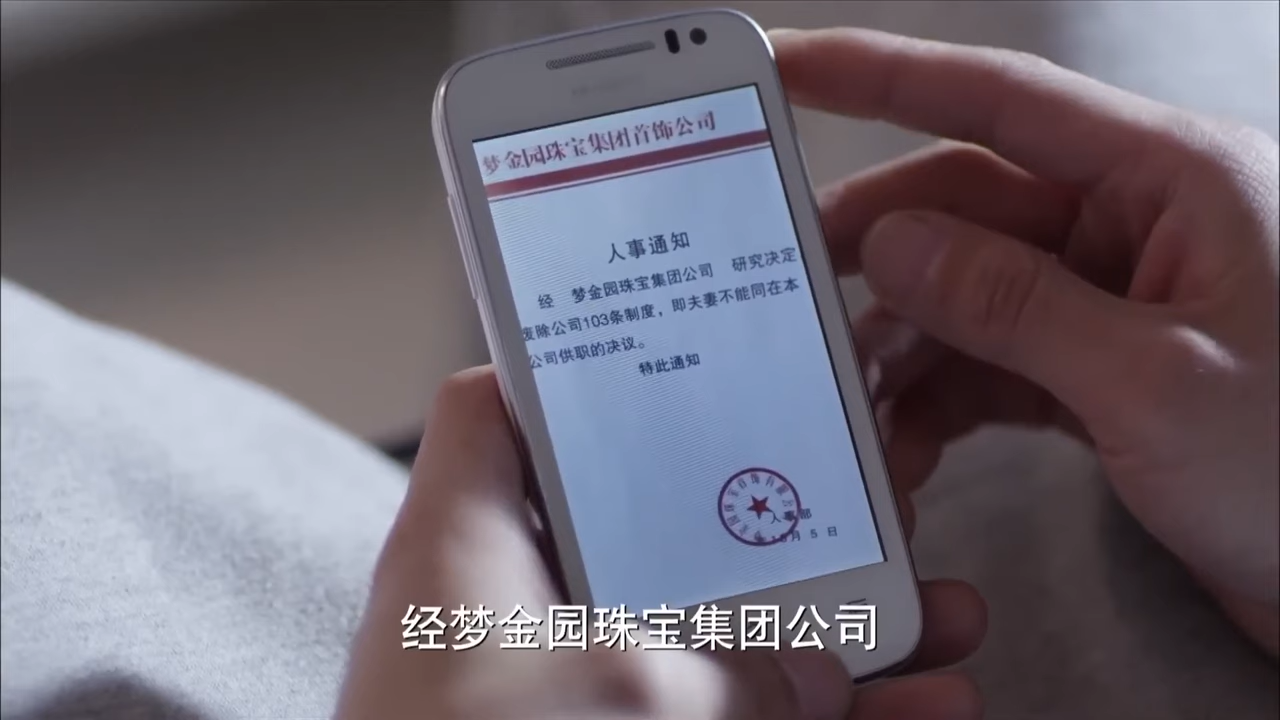 梦金园珠宝集团首饰公司
人事通知
经 梦金园珠宝集团公司 研究决定
废除公司103条制度，即夫妻不能同在本
公司供职的决议。
特此通知
人事部
月 5 日
经梦金园珠宝集团公司